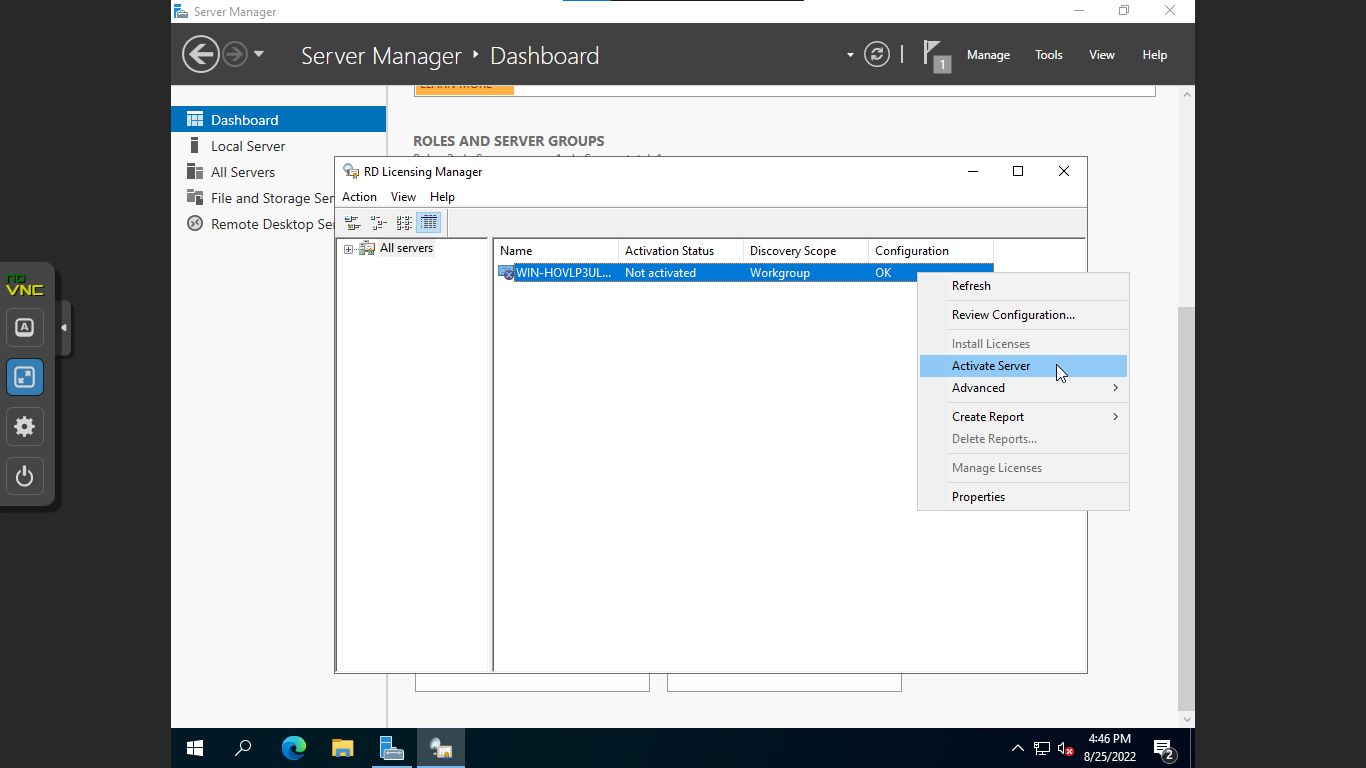 Server Manager
Server Manager ‣ Dashboard
1
Manage
Tools
View
Help
Dashboard
Local Server
All Servers
File and Storage Ser
Remote Desktop Se
LEARN MORE
ROLES AND SERVER GROUPS
RD Licensing Manager
Action View Help
All servers
Name Activation Status Discovery Scope Configuration
WIN-HOVLP3UL... Not activated Workgroup OK
Refresh
Review Configuration...
Install Licenses
Activate Server
Advanced
Create Report
Delete Reports...
Manage Licenses
Properties
no
VNC
A
4:46 PM
8/25/2022
2